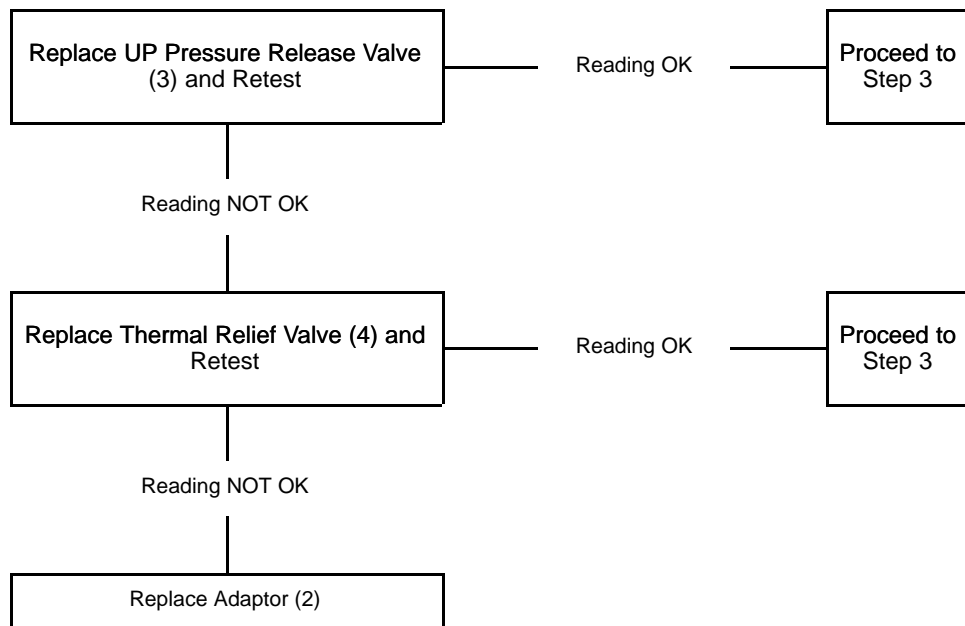 Replace UP Pressure Release Valve
(3) and Retest
Reading OK
Proceed to
Step 3
Reading NOT OK
Replace Thermal Relief Valve (4) and
Retest
Reading OK
Proceed to
Step 3
Reading NOT OK
Replace Adaptor (2)